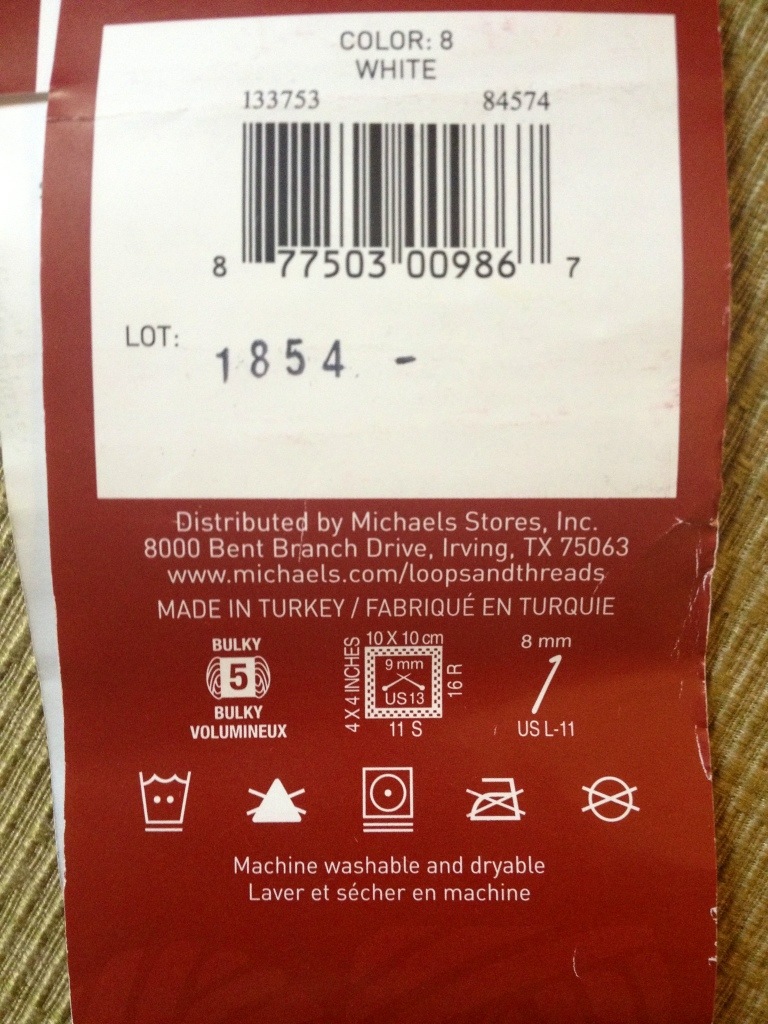 COLOR: 8
WHITE
133753 84574
8 77503 00986 7
LOT: 1854 -
Distributed by Michaels Stores, Inc.
8000 Bent Branch Drive, Irving, TX 75063
www.michaels.com/loopsandthreads
MADE IN TURKEY / FABRIQUÉ EN TURQUIE
BULKY
5
BULKY
VOLUMINEUX
10 X 10 cm
4 X 4 INCHES
9 mm
US 13
16 R
11 S
8 mm
US L-11
Machine washable and dryable
Laver et sécher en machine